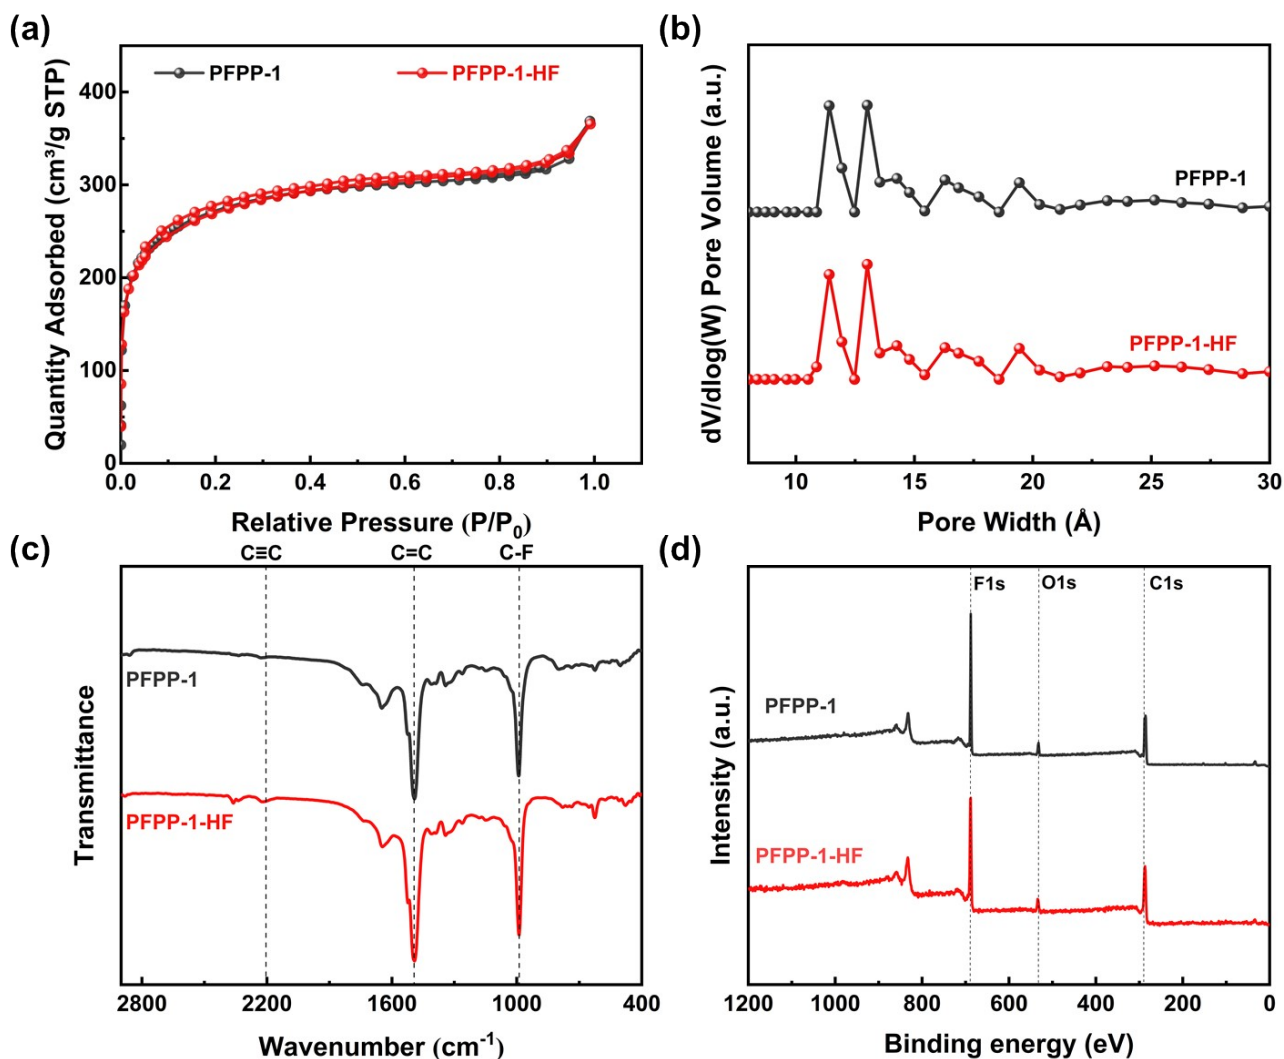 (a)
Quantity Adsorbed (cm³/g STP)
PFPP-1
PFPP-1-HF
400
300
200
100
0
0.0 0.2 0.4 0.6 0.8 1.0
Relative Pressure (P/P₀)
(b)
dV/dlog(W) Pore Volume (a.u.)
PFPP-1
PFPP-1-HF
10 15 20 25 30
Pore Width (Å)
(c)
C≡C C=C C-F
Transmittance
PFPP-1
PFPP-1-HF
2800 2200 1600 1000 400
Wavenumber (cm⁻¹)
(d)
Intensity (a.u.)
F1s O1s C1s
PFPP-1
PFPP-1-HF
1200 1000 800 600 400 200 0
Binding energy (eV)